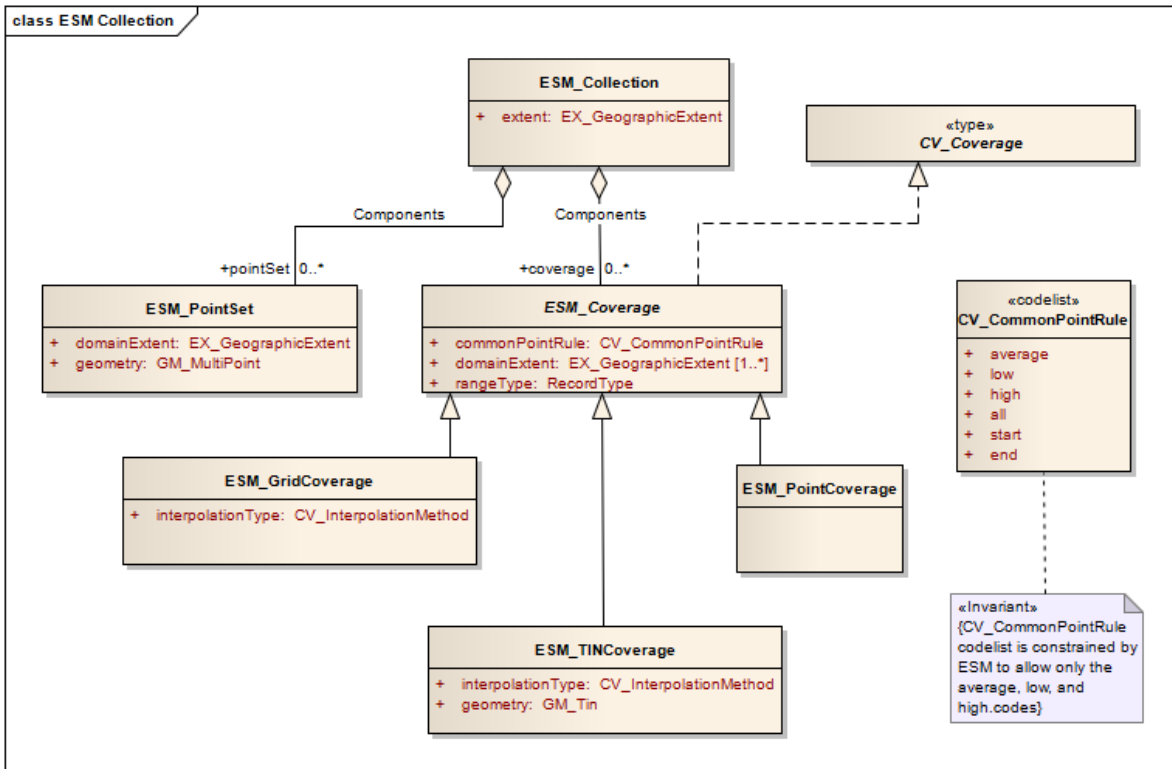 class ESM Collection
ESM_Collection
+ extent: EX_GeographicExtent
«type»
CV_Coverage
Components
Components
+pointSet 0..*
+coverage 0..*
ESM_PointSet
+ domainExtent: EX_GeographicExtent
+ geometry: GM_MultiPoint
ESM_Coverage
+ commonPointRule: CV_CommonPointRule
+ domainExtent: EX_GeographicExtent [1..*]
+ rangeType: RecordType
«codelist»
CV_CommonPointRule
+ average
+ low
+ high
+ all
+ start
+ end
ESM_GridCoverage
+ interpolationType: CV_InterpolationMethod
ESM_PointCoverage
ESM_TINCoverage
+ interpolationType: CV_InterpolationMethod
+ geometry: GM_Tin
«Invariant»
{CV_CommonPointRule
codelist is constrained by
ESM to allow only the
average, low, and
high.codes}